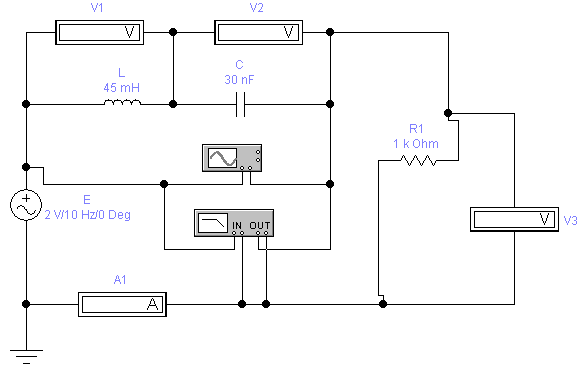 V1
V2
V
V
L
45 mH
C
30 nF
R1
1 k Ohm
E
2 V/10 Hz/0 Deg
IN OUT
V
V3
A1
A